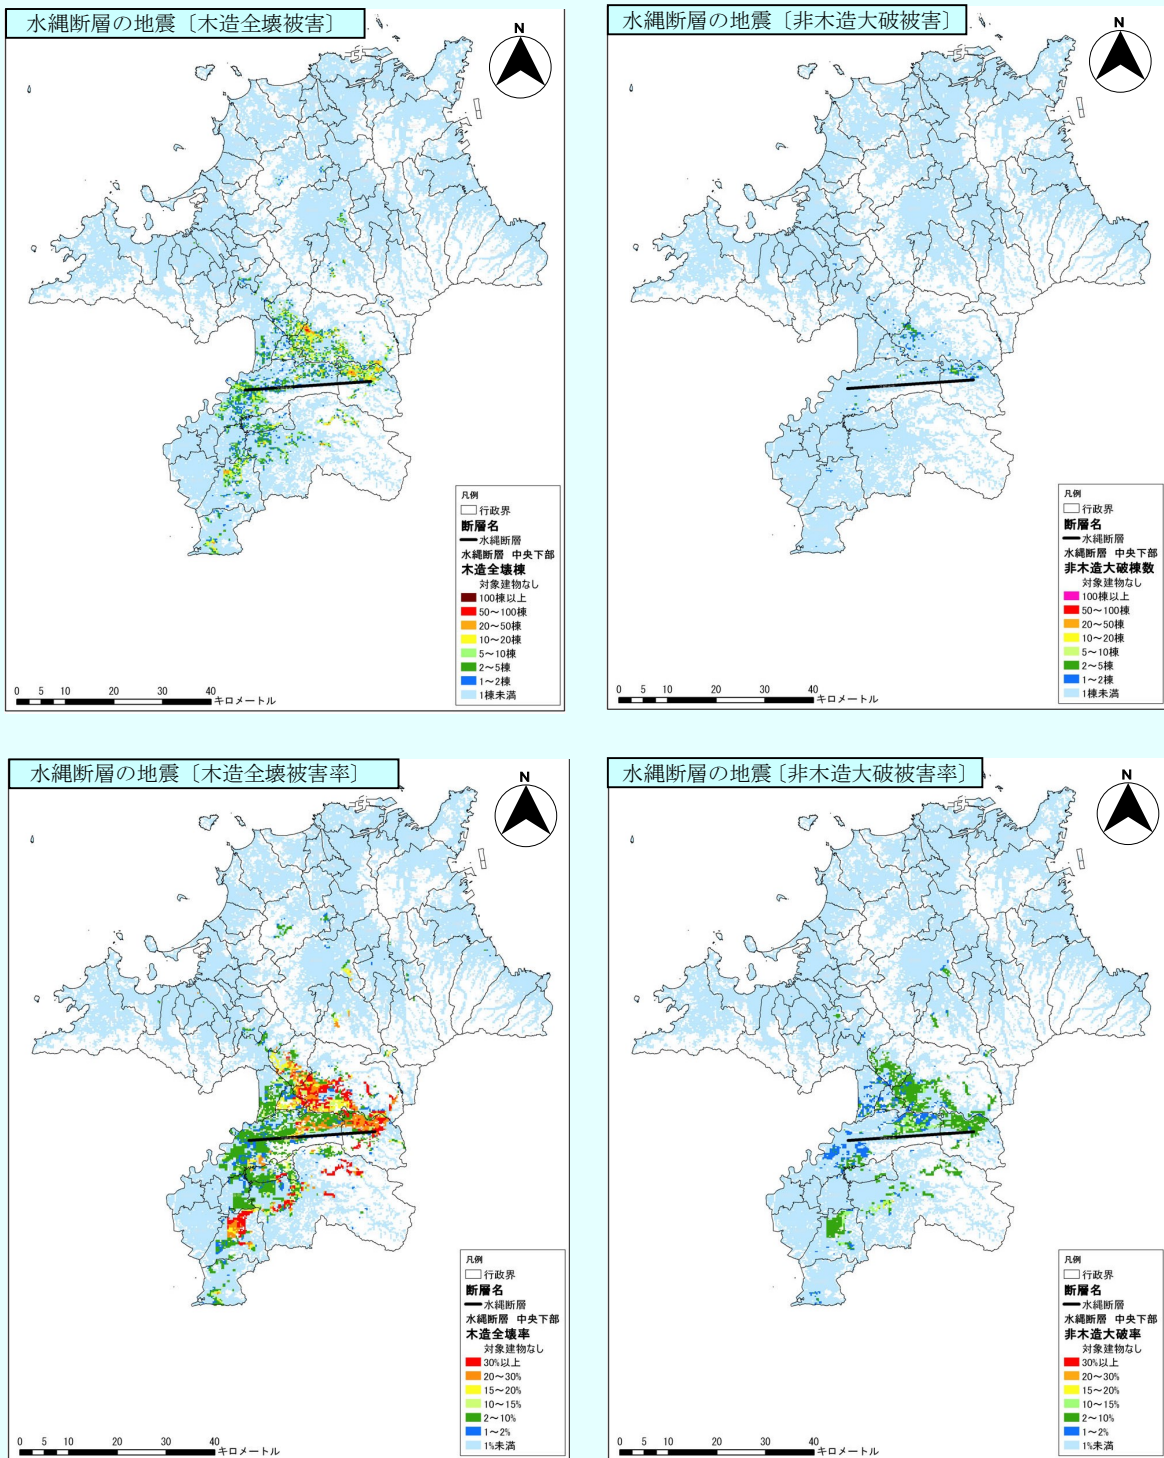 水縄断層の地震〔木造全壊被害〕
N
凡例
行政界
断層名
水縄断層
水縄断層 中央下部
木造全壊棟
対象建物なし
100棟以上
50～100棟
20～50棟
10～20棟
5～10棟
2～5棟
1～2棟
1棟未満
0 5 10 20 30 40
キロメートル
水縄断層の地震〔非木造大破被害〕
N
凡例
行政界
断層名
水縄断層
水縄断層 中央下部
非木造大破棟数
対象建物なし
100棟以上
50～100棟
20～50棟
10～20棟
5～10棟
2～5棟
1～2棟
1棟未満
0 5 10 20 30 40
キロメートル
水縄断層の地震〔木造全壊被害率〕
N
凡例
行政界
断層名
水縄断層
水縄断層 中央下部
木造全壊率
対象建物なし
30%以上
20～30%
15～20%
10～15%
2～10%
1～2%
1%未満
0 5 10 20 30 40
キロメートル
水縄断層の地震〔非木造大破被害率〕
N
凡例
行政界
断層名
水縄断層
水縄断層 中央下部
非木造大破率
対象建物なし
30%以上
20～30%
15～20%
10～15%
2～10%
1～2%
1%未満
0 5 10 20 30 40
キロメートル